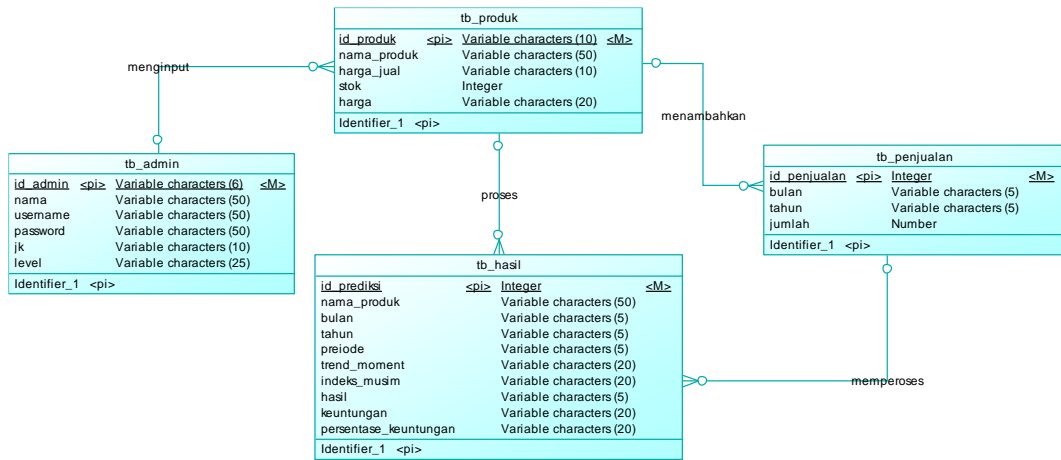 tb_produk
id_produk <pi> Variable characters (10) <M>
nama_produk Variable characters (50)
harga_jual Variable characters (10)
stok Integer
harga Variable characters (20)
Identifier_1 <pi>
menginput
menambahkan
tb_admin
id_admin <pi> Variable characters (6) <M>
nama Variable characters (50)
username Variable characters (50)
password Variable characters (50)
jk Variable characters (10)
level Variable characters (25)
Identifier_1 <pi>
proses
tb_penjualan
id_penjualan <pi> Integer <M>
bulan Variable characters (5)
tahun Variable characters (5)
jumlah Number
Identifier_1 <pi>
tb_hasil
id_prediksi <pi> Integer <M>
nama_produk Variable characters (50)
bulan Variable characters (5)
tahun Variable characters (5)
preiode Variable characters (5)
trend_moment Variable characters (20)
indeks_musim Variable characters (20)
hasil Variable characters (5)
keuntungan Variable characters (20)
persentase_keuntungan Variable characters (20)
Identifier_1 <pi>
memperoses